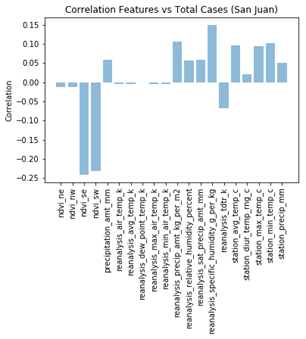 Correlation Features vs Total Cases (San Juan)
Correlation
0.15
0.10
0.05
0.00
−0.05
−0.10
−0.15
−0.20
−0.25
ndvi_ne
ndvi_nw
ndvi_se
ndvi_sw
precipitation_amt_mm
reanalysis_air_temp_k
reanalysis_avg_temp_k
reanalysis_dew_point_temp_k
reanalysis_max_air_temp_k
reanalysis_min_air_temp_k
reanalysis_precip_amt_kg_per_m2
reanalysis_relative_humidity_percent
reanalysis_sat_precip_amt_mm
reanalysis_specific_humidity_g_per_kg
reanalysis_tdtr_k
station_avg_temp_c
station_diur_temp_rng_c
station_max_temp_c
station_min_temp_c
station_precip_mm